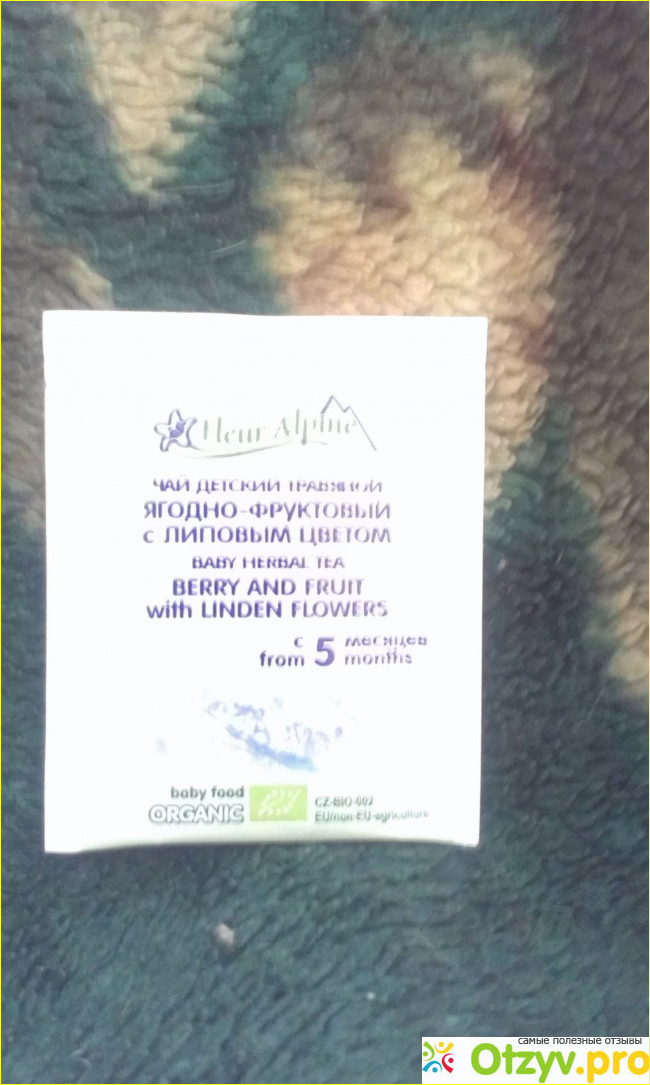 Fleur Alpine
ЧАЙ ДЕТСКИЙ ТРАВЯНОЙ
ЯГОДНО-ФРУКТОВЫЙ
с ЛИПОВЫМ ЦВЕТОМ
BABY HERBAL TEA
BERRY AND FRUIT
with LINDEN FLOWERS
с 5 месяцев
from months
baby food
ORGANIC
CZ-BIO-002
EU/non-EU-agriculture
самые полезные отзывы
Otzyv.pro